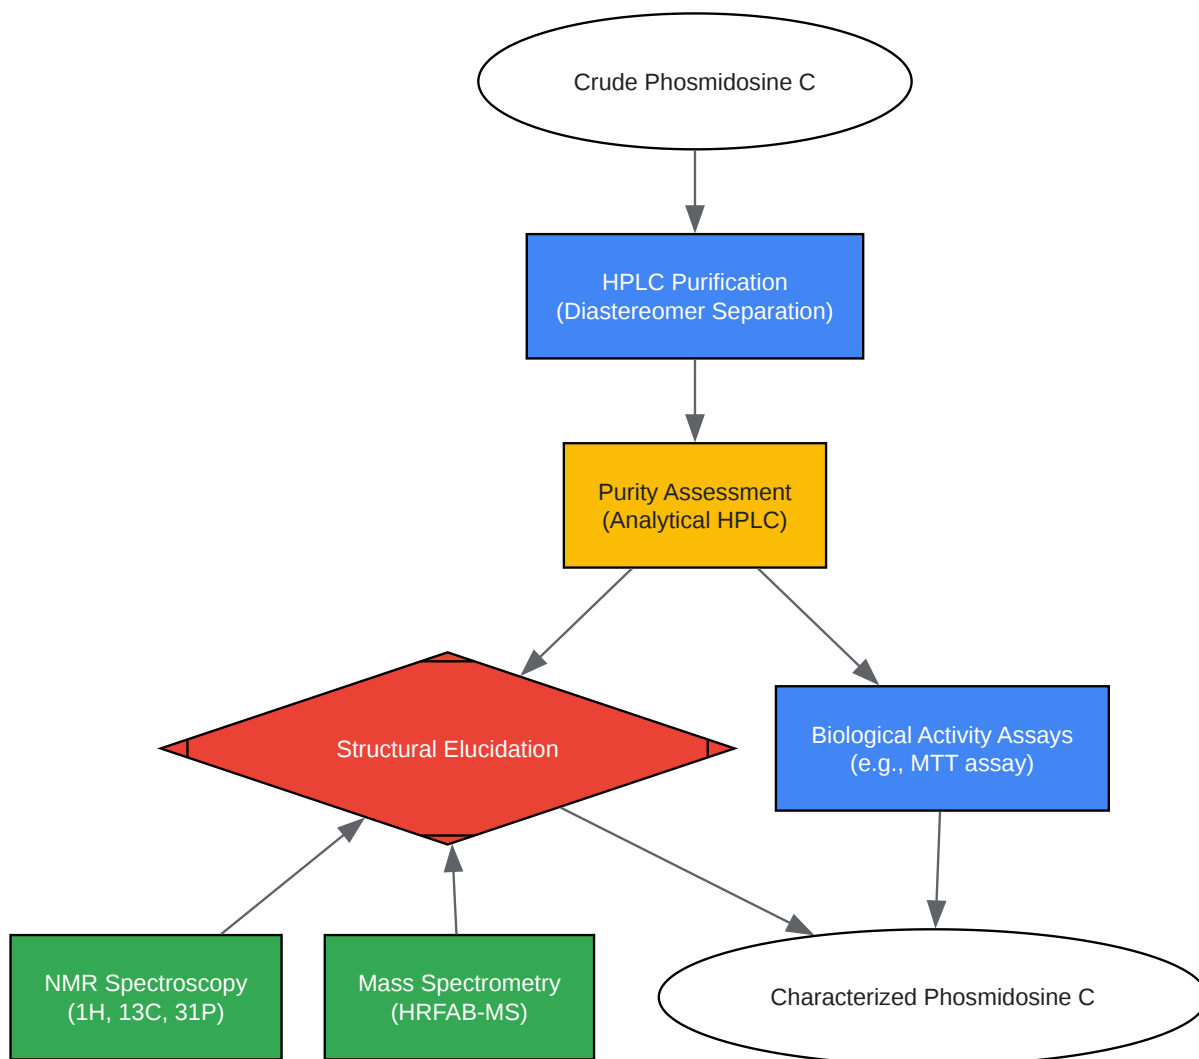 Crude Phosmidosine C
HPLC Purification
(Diastereomer Separation)
Purity Assessment
(Analytical HPLC)
Structural Elucidation
Biological Activity Assays
(e.g., MTT assay)
NMR Spectroscopy
(1H, 13C, 31P)
Mass Spectrometry
(HRFAB-MS)
Characterized Phosmidosine C